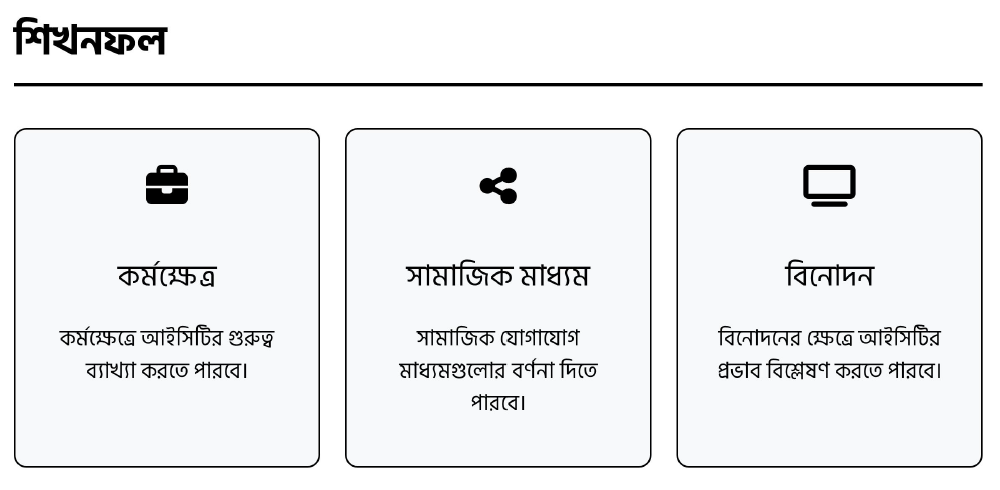 শিখনফল
কর্মক্ষেত্র
কর্মক্ষেত্রে আইসিটির গুরুত্ব
ব্যাখ্যা করতে পারবে।
সামাজিক মাধ্যম
সামাজিক যোগাযোগ
মাধ্যমগুলোর বর্ণনা দিতে
পারবে।
বিনোদন
বিনোদনের ক্ষেত্রে আইসিটির
প্রভাব বিশ্লেষণ করতে পারবে।